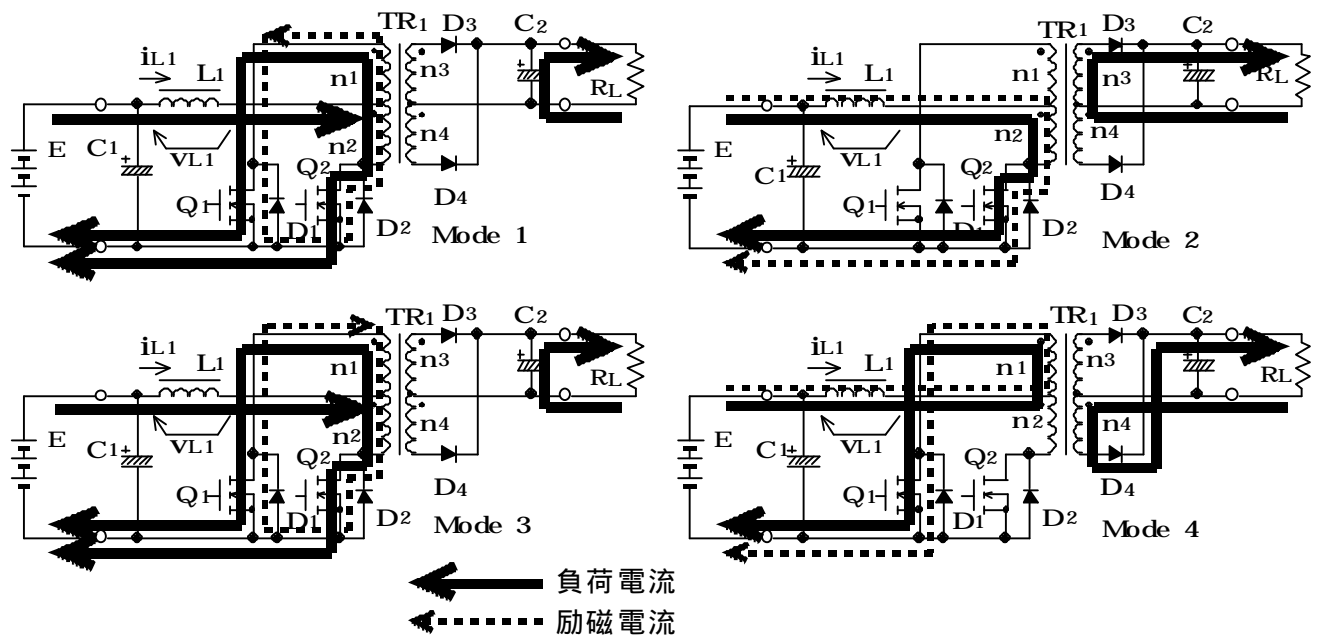 TR1 D3 C2
iL1 L1 n1 n3 RL
E C1 vL1 n2 n4
Q1 Q2 D1 D2 D4
Mode 1
TR1 D3 C2
iL1 L1 n1 n3 RL
E C1 vL1 n2 n4
Q1 Q2 D1 D2 D4
Mode 2
TR1 D3 C2
iL1 L1 n1 n3 RL
E C1 vL1 n2 n4
Q1 Q2 D1 D2 D4
Mode 3
TR1 D3 C2
iL1 L1 n1 n3 RL
E C1 vL1 n2 n4
Q1 Q2 D1 D2 D4
Mode 4
負荷電流
励磁電流